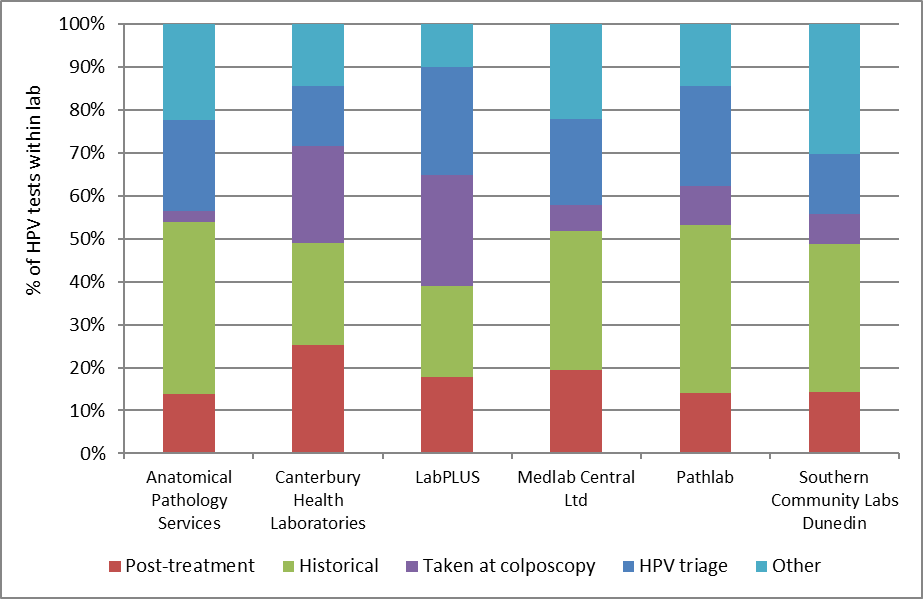 % of HPV tests within lab
100%
90%
80%
70%
60%
50%
40%
30%
20%
10%
0%
Anatomical
Pathology
Services
Canterbury
Health
Laboratories
LabPLUS
Medlab Central
Ltd
Pathlab
Southern
Community Labs
Dunedin
Post-treatment Historical Taken at colposcopy HPV triage Other